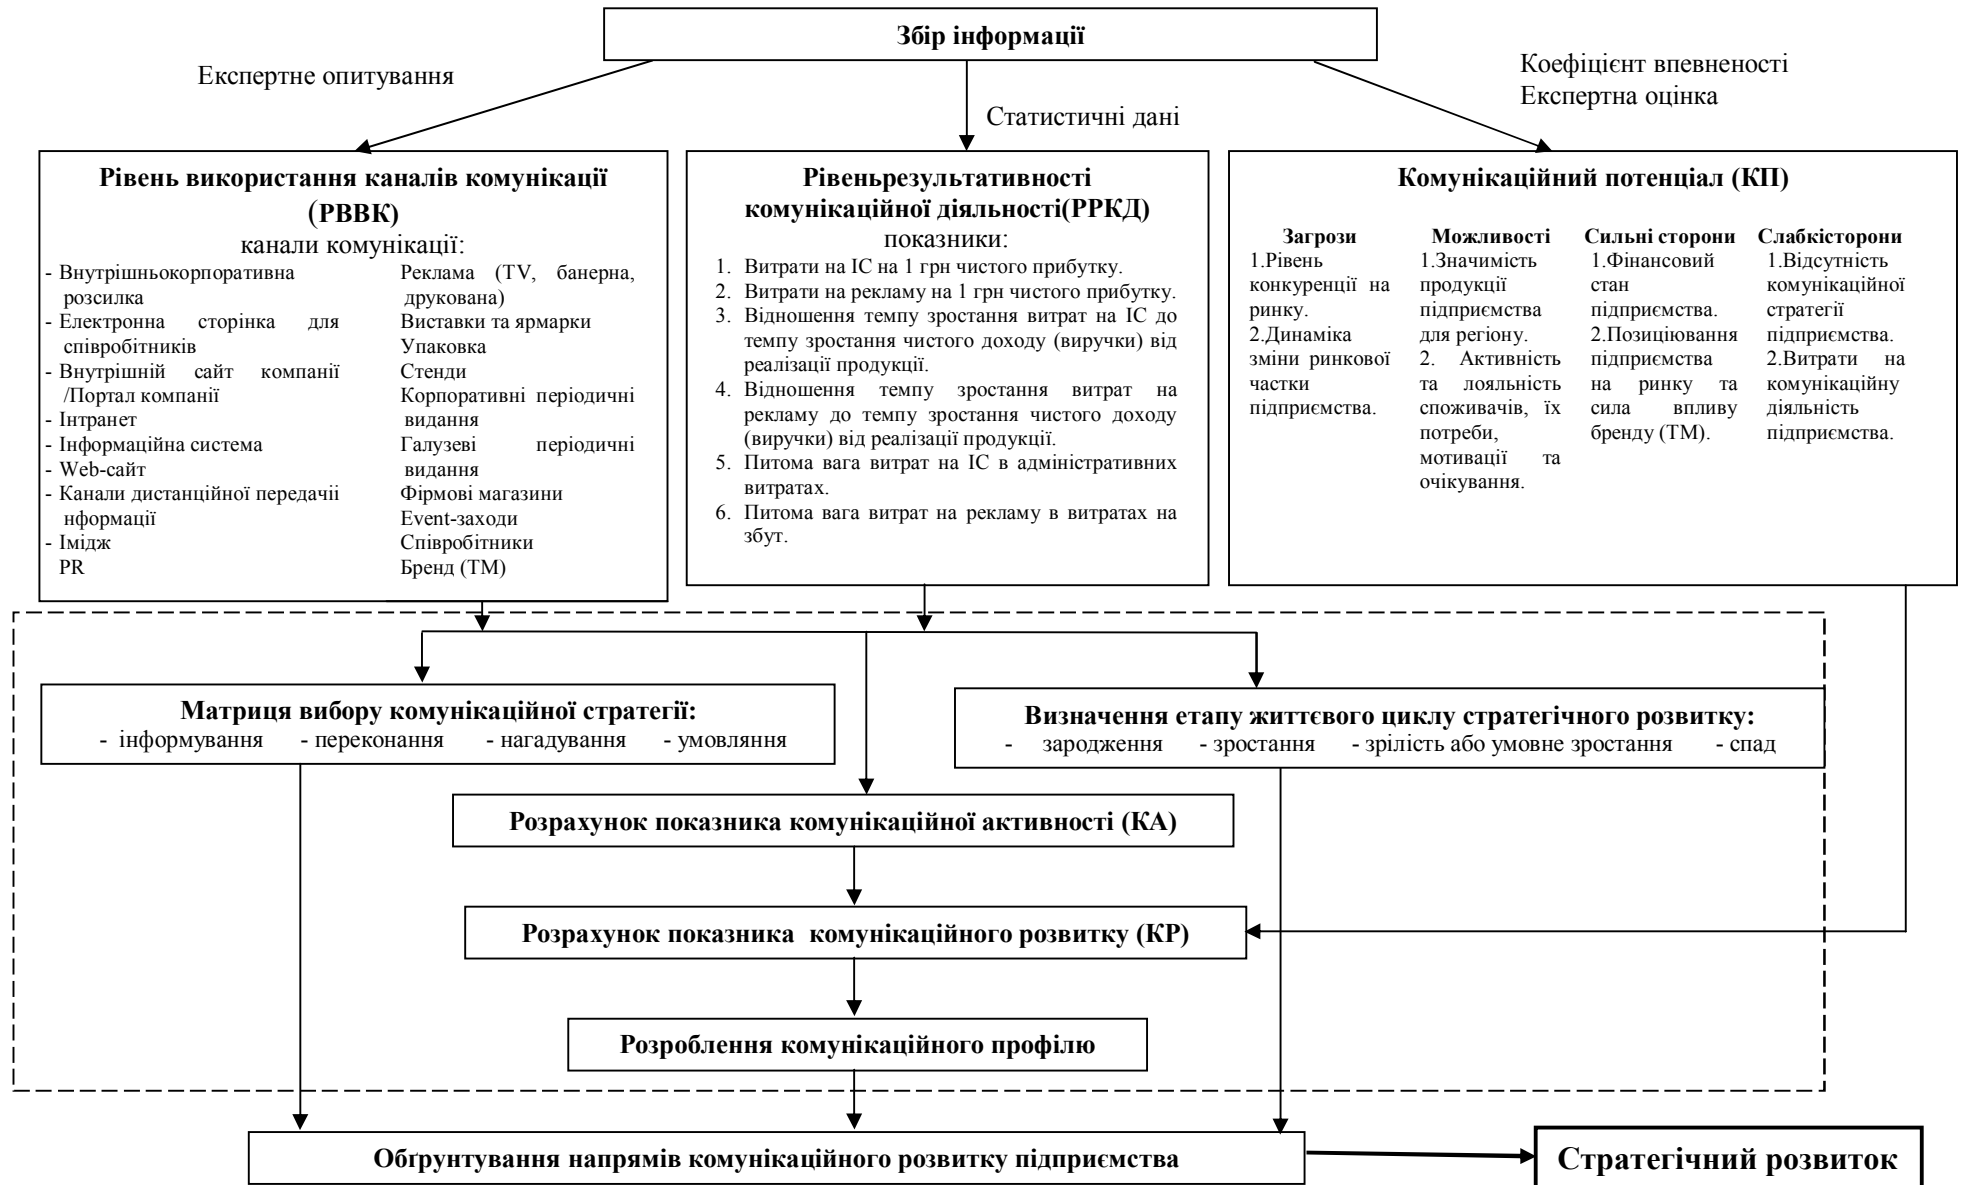 Збір інформації
Експертне опитування
Статистичні дані
Коефіцієнт впевненості
Експертна оцінка
Рівень використання каналів комунікації
(РВВК)
канали комунікації:
- Внутрішньокорпоративна
розсилка
- Електронна сторінка для
співробітників
- Внутрішній сайт компанії
/Портал компанії
- Інтранет
- Інформаційна система
- Web-сайт
- Канали дистанційної передачіі
нформації
- Імідж
PR
Реклама (TV, банерна,
друкована)
Виставки та ярмарки
Упаковка
Стенди
Корпоративні періодичні
видання
Галузеві періодичні
видання
Фірмові магазини
Event-заходи
Співробітники
Бренд (ТМ)
Рівеньрезультативності
комунікаційної діяльності(РРКД)
показники:
1. Витрати на ІС на 1 грн чистого прибутку.
2. Витрати на рекламу на 1 грн чистого прибутку.
3. Відношення темпу зростання витрат на ІС до
темпу зростання чистого доходу (виручки) від
реалізації продукції.
4. Відношення темпу зростання витрат на
рекламу до темпу зростання чистого доходу
(виручки) від реалізації продукції.
5. Питома вага витрат на ІС в адміністративних
витратах.
6. Питома вага витрат на рекламу в витратах на
збут.
Комунікаційний потенціал (КП)
Загрози
1.Рівень
конкуренції на
ринку.
2.Динаміка
зміни ринкової
частки
підприємства.
Можливості
1.Значимість
продукції
підприємства
для регіону.
2. Активність
та лояльність
споживачів, їх
потреби,
мотивації та
очікування.
Сильні сторони
1.Фінансовий
стан
підприємства.
2.Позиціювання
підприємства
на ринку та
сила впливу
бренду (ТМ).
Слабкісторони
1.Відсутність
комунікаційної
стратегії
підприємства.
2.Витрати на
комунікаційну
діяльність
підприємства.
Матриця вибору комунікаційної стратегії:
- інформування - переконання - нагадування - умовляння
Визначення етапу життєвого циклу стратегічного розвитку:
- зародження - зростання - зрілість або умовне зростання - спад
Розрахунок показника комунікаційної активності (КА)
Розрахунок показника комунікаційного розвитку (КР)
Розроблення комунікаційного профілю
Обґрунтування напрямів комунікаційного розвитку підприємства
Стратегічний розвиток